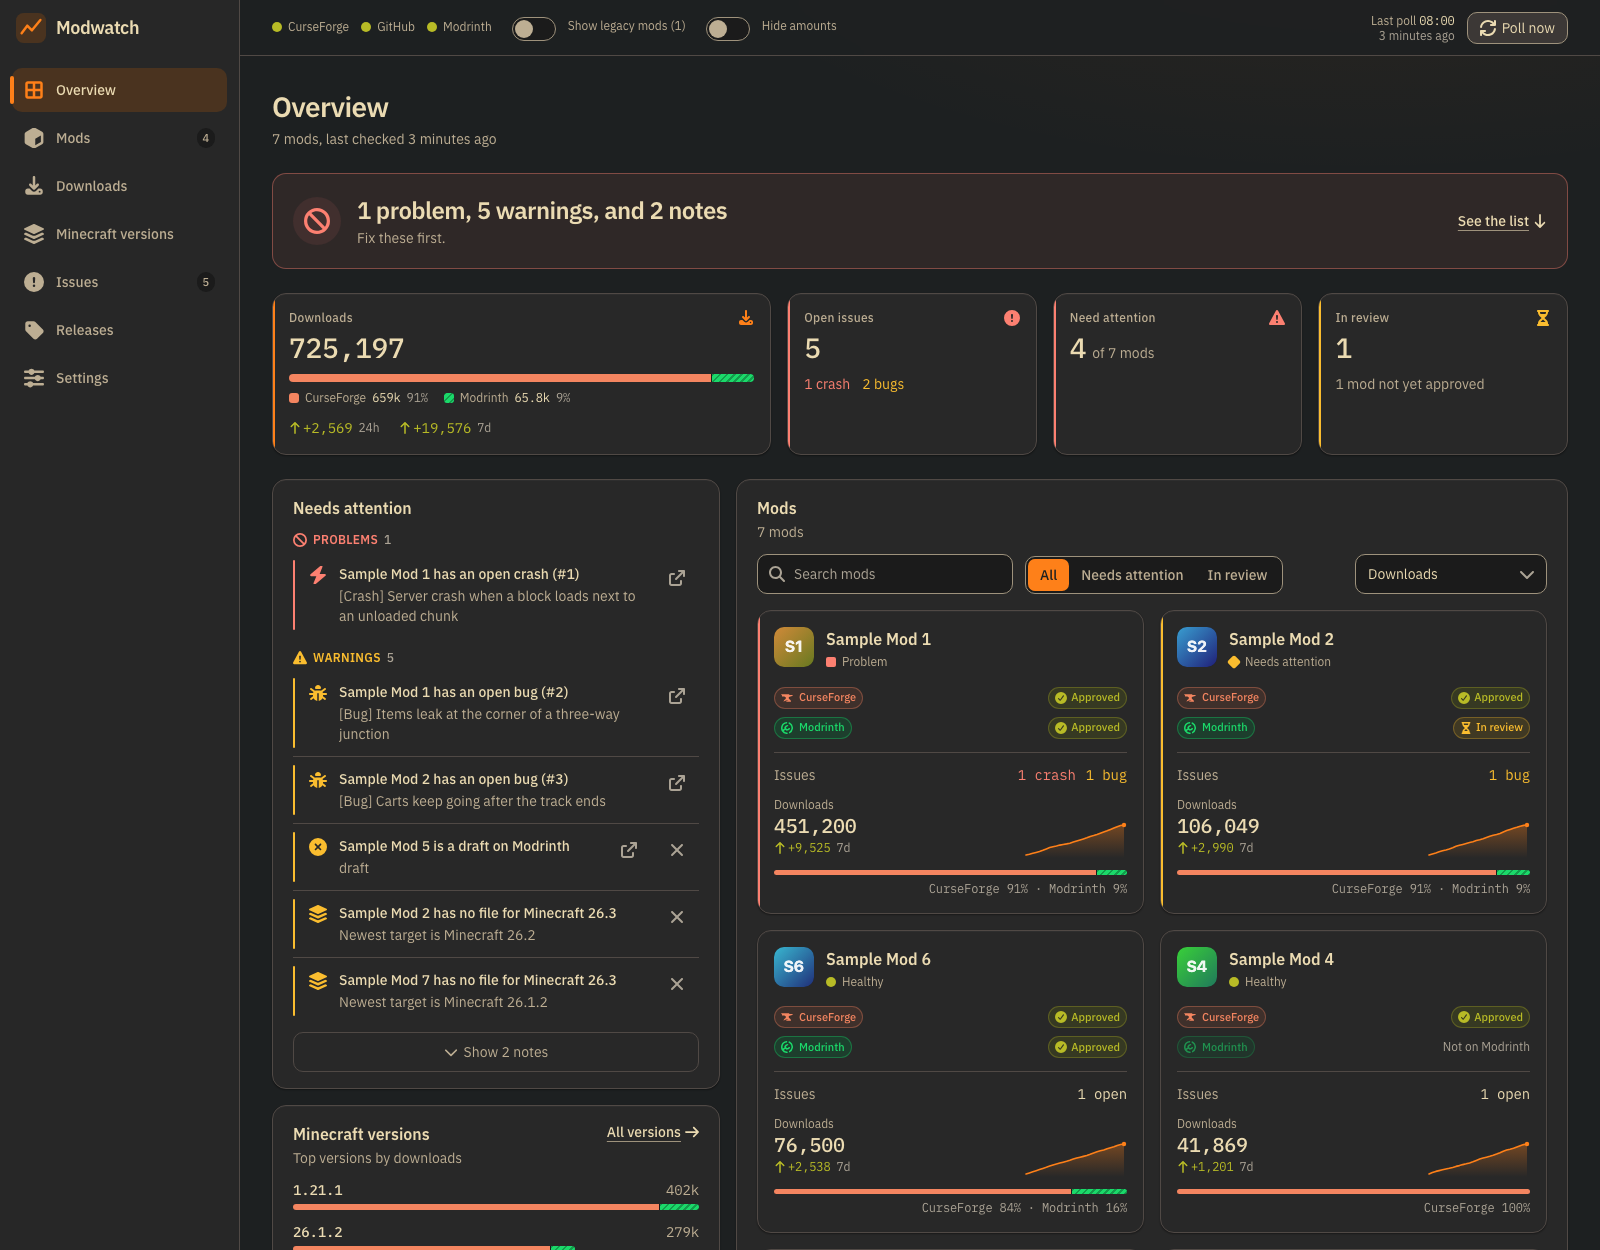 Modwatch
Overview
Mods 4
Downloads
Minecraft versions
Issues 5
Releases
Settings
CurseForge GitHub Modrinth Show legacy mods (1) Hide amounts
Last poll 08:00
3 minutes ago
Poll now
Overview
7 mods, last checked 3 minutes ago
1 problem, 5 warnings, and 2 notes
Fix these first.
See the list
Downloads
725,197
CurseForge 659k 91% Modrinth 65.8k 9%
+2,569 24h +19,576 7d
Open issues
5
1 crash 2 bugs
Need attention
4 of 7 mods
In review
1
1 mod not yet approved
Needs attention
PROBLEMS 1
Sample Mod 1 has an open crash (#1)
[Crash] Server crash when a block loads next to
an unloaded chunk
WARNINGS 5
Sample Mod 1 has an open bug (#2)
[Bug] Items leak at the corner of a three-way
junction
Sample Mod 2 has an open bug (#3)
[Bug] Carts keep going after the track ends
Sample Mod 5 is a draft on Modrinth
draft
Sample Mod 2 has no file for Minecraft 26.3
Newest target is Minecraft 26.2
Sample Mod 7 has no file for Minecraft 26.3
Newest target is Minecraft 26.1.2
Show 2 notes
Minecraft versions
All versions
Top versions by downloads
1.21.1 402k
26.1.2 279k
Mods
7 mods
Search mods
All Needs attention In review
Downloads
S1 Sample Mod 1
Problem
CurseForge Approved
Modrinth Approved
Issues 1 crash 1 bug
Downloads
451,200
+9,525 7d
CurseForge 91% · Modrinth 9%
S2 Sample Mod 2
Needs attention
CurseForge Approved
Modrinth In review
Issues 1 bug
Downloads
106,049
+2,990 7d
CurseForge 91% · Modrinth 9%
S6 Sample Mod 6
Healthy
CurseForge Approved
Modrinth Approved
Issues 1 open
Downloads
76,500
+2,538 7d
CurseForge 84% · Modrinth 16%
S4 Sample Mod 4
Healthy
CurseForge Approved
Modrinth Not on Modrinth
Issues 1 open
Downloads
41,869
+1,201 7d
CurseForge 100%